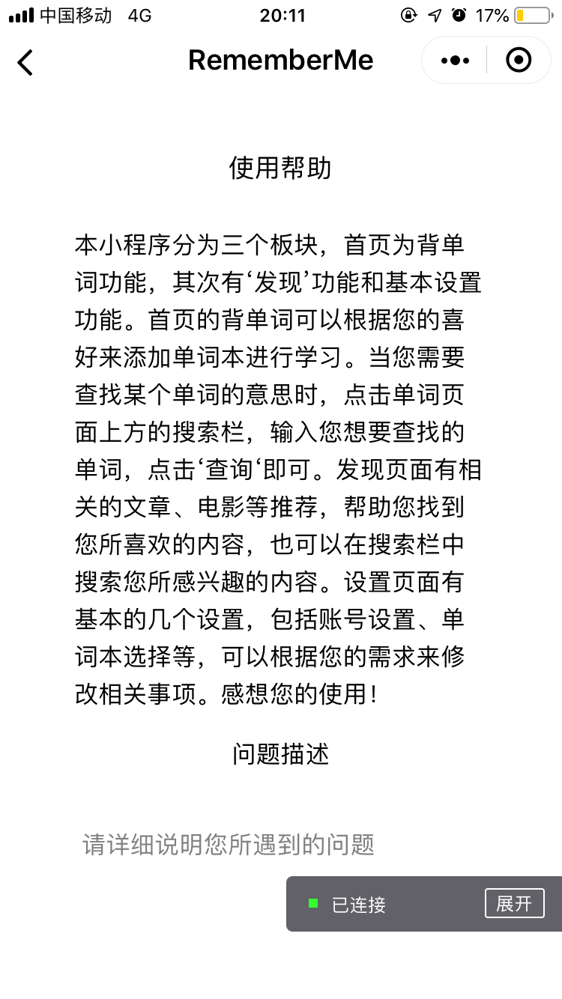 中国移动 4G 20:11 17%
RememberMe
使用帮助
本小程序分为三个板块，首页为背单
词功能，其次有‘发现’功能和基本设置
功能。首页的背单词可以根据您的喜
好来添加单词本进行学习。当您需要
查找某个单词的意思时，点击单词页
面上方的搜索栏，输入您想要查找的
单词，点击‘查询‘即可。发现页面有相
关的文章、电影等推荐，帮助您找到
您所喜欢的内容，也可以在搜索栏中
搜索您所感兴趣的内容。设置页面有
基本的几个设置，包括账号设置、单
词本选择等，可以根据您的需求来修
改相关事项。感想您的使用！
问题描述
请详细说明您所遇到的问题
已连接 展开